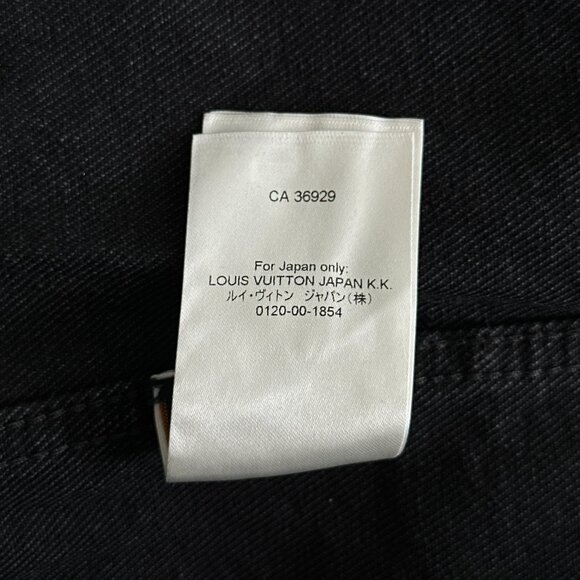 CA 36929
For Japan only:
LOUIS VUITTON JAPAN K.K.
ルイ・ヴィトン ジャパン(株)
0120-00-1854